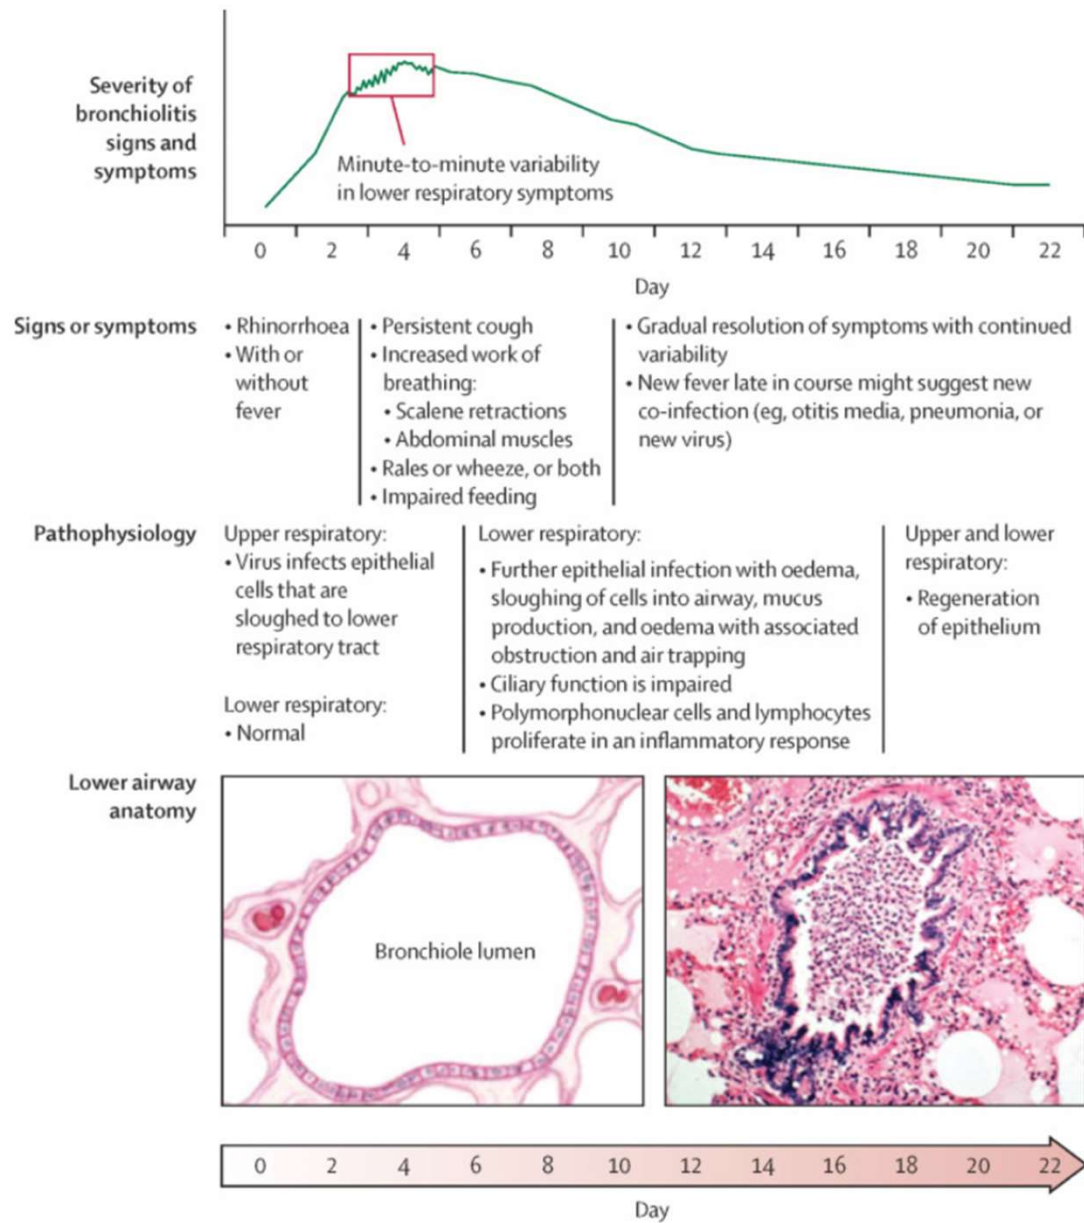 Severity of
bronchiolitis
signs and
symptoms
Minute-to-minute variability
in lower respiratory symptoms
0 2 4 6 8 10 12 14 16 18 20 22
Day
Signs or symptoms
• Rhinorrhoea
• With or
without
fever
• Persistent cough
• Increased work of
breathing:
• Scalene retractions
• Abdominal muscles
• Rales or wheeze, or both
• Impaired feeding
• Gradual resolution of symptoms with continued
variability
• New fever late in course might suggest new
co-infection (eg, otitis media, pneumonia, or
new virus)
Pathophysiology
Upper respiratory:
• Virus infects epithelial
cells that are
sloughed to lower
respiratory tract
Lower respiratory:
• Normal
Lower respiratory:
• Further epithelial infection with oedema,
sloughing of cells into airway, mucus
production, and oedema with associated
obstruction and air trapping
• Ciliary function is impaired
• Polymorphonuclear cells and lymphocytes
proliferate in an inflammatory response
Upper and lower
respiratory:
• Regeneration
of epithelium
Lower airway
anatomy
Bronchiole lumen
0 2 4 6 8 10 12 14 16 18 20 22
Day